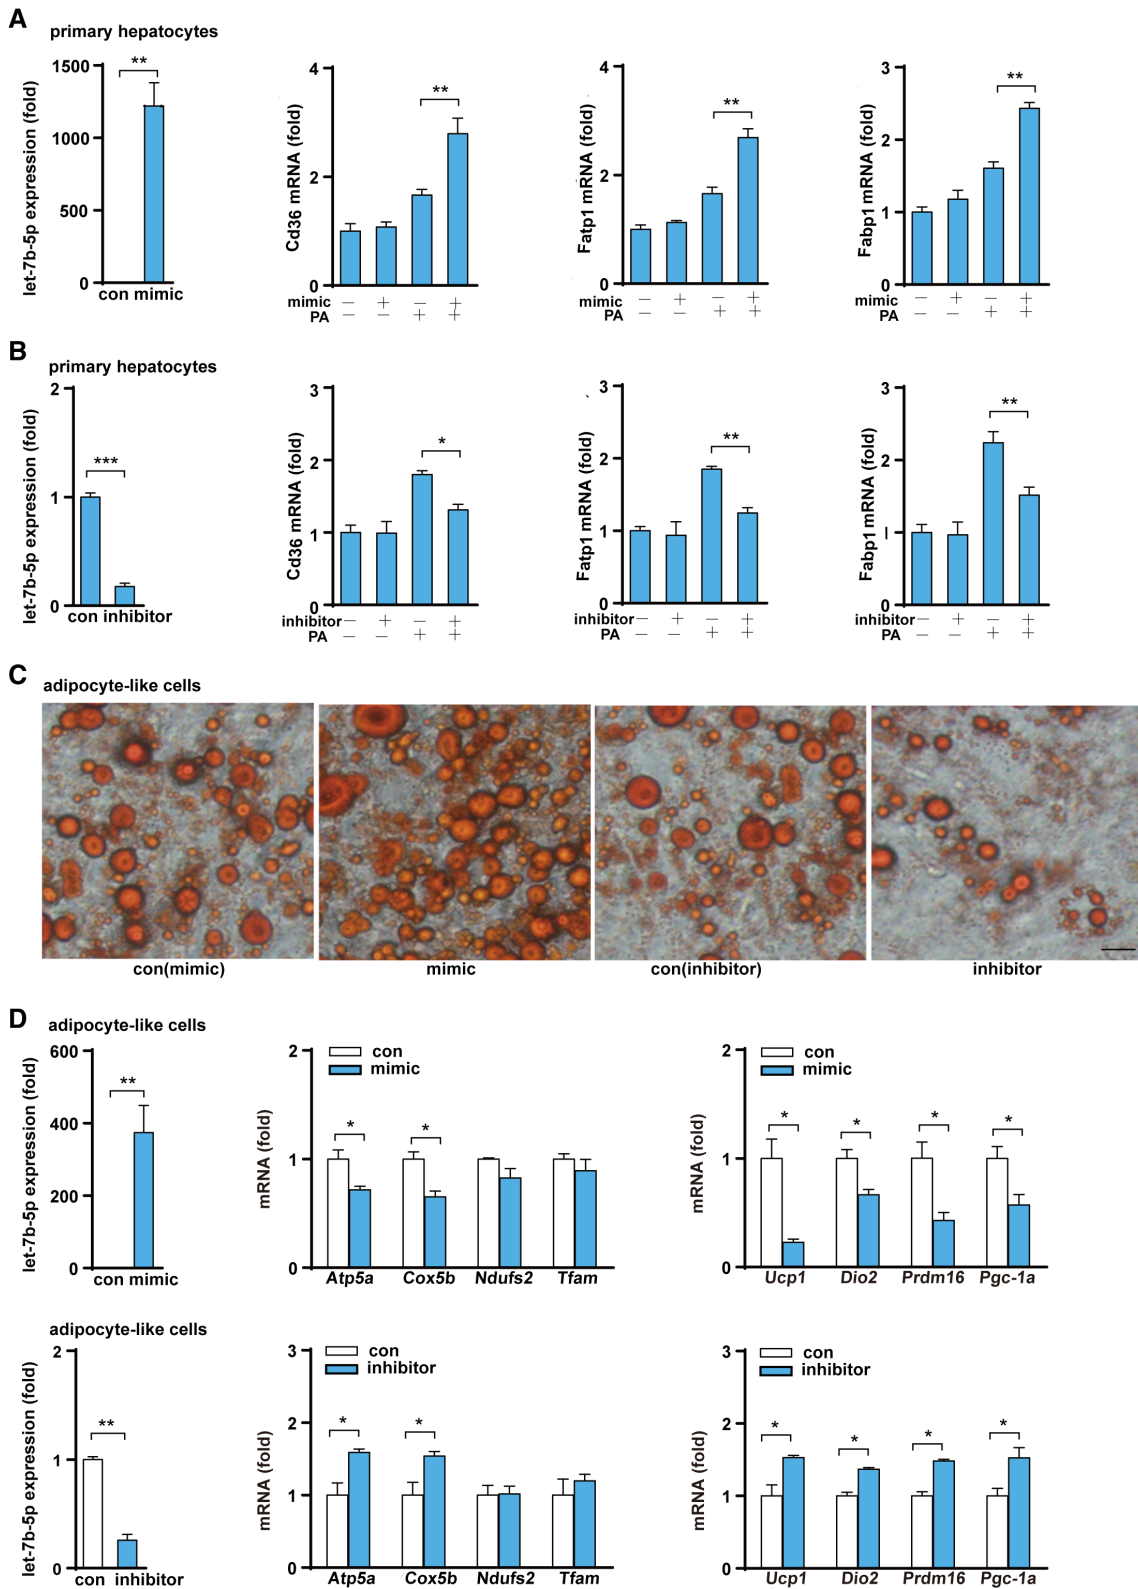 A
primary hepatocytes
let-7b-5p expression (fold)
1500
1000
500
0
**
con mimic
Cd36 mRNA (fold)
4
2
0
**
mimic — + — +
PA — — + +
Fatp1 mRNA (fold)
4
2
0
**
mimic — + — +
PA — — + +
Fabp1 mRNA (fold)
3
2
1
0
**
mimic — + — +
PA — — + +
B
primary hepatocytes
let-7b-5p expression (fold)
2
1
0
***
con inhibitor
Cd36 mRNA (fold)
3
2
1
0
*
inhibitor — + — +
PA — — + +
Fatp1 mRNA (fold)
3
2
1
0
**
inhibitor — + — +
PA — — + +
Fabp1 mRNA (fold)
3
2
1
0
**
inhibitor — + — +
PA — — + +
C
adipocyte-like cells
con(mimic)
mimic
con(inhibitor)
inhibitor
D
adipocyte-like cells
let-7b-5p expression (fold)
600
400
200
0
**
con mimic
mRNA (fold)
2
1
0
con
mimic
* *
Atp5a Cox5b Ndufs2 Tfam
mRNA (fold)
2
1
0
con
mimic
* * * *
Ucp1 Dio2 Prdm16 Pgc-1a
adipocyte-like cells
let-7b-5p expression (fold)
2
1
0
**
con inhibitor
mRNA (fold)
3
2
1
0
con
inhibitor
* *
Atp5a Cox5b Ndufs2 Tfam
mRNA (fold)
3
2
1
0
con
inhibitor
* * * *
Ucp1 Dio2 Prdm16 Pgc-1a